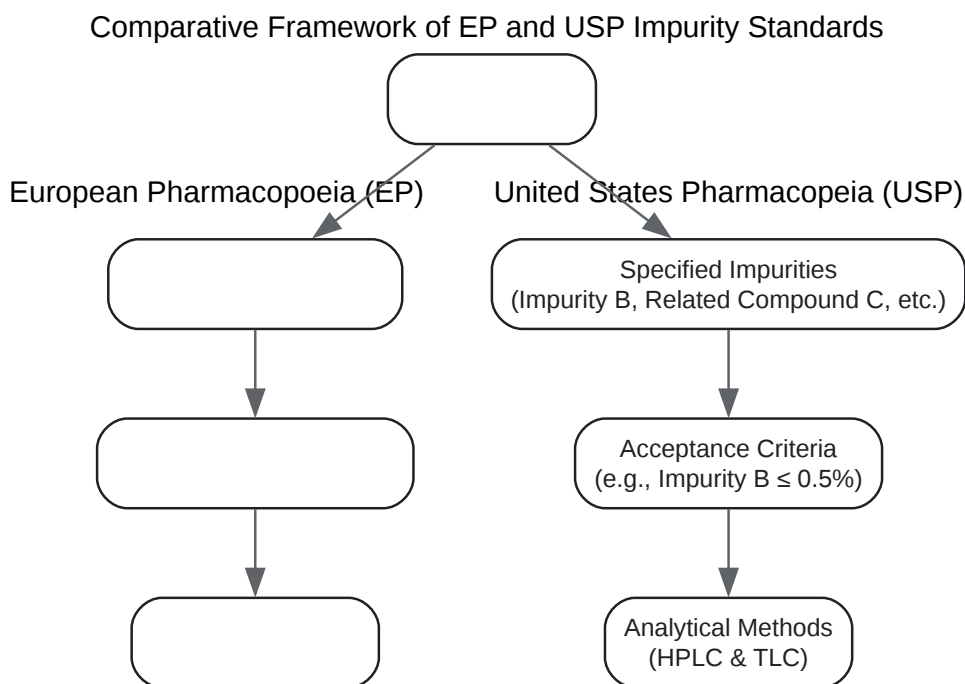 Comparative Framework of EP and USP Impurity Standards
European Pharmacopoeia (EP)
United States Pharmacopeia (USP)
Specified Impurities
(Impurity B, Related Compound C, etc.)
Acceptance Criteria
(e.g., Impurity B ≤ 0.5%)
Analytical Methods
(HPLC & TLC)